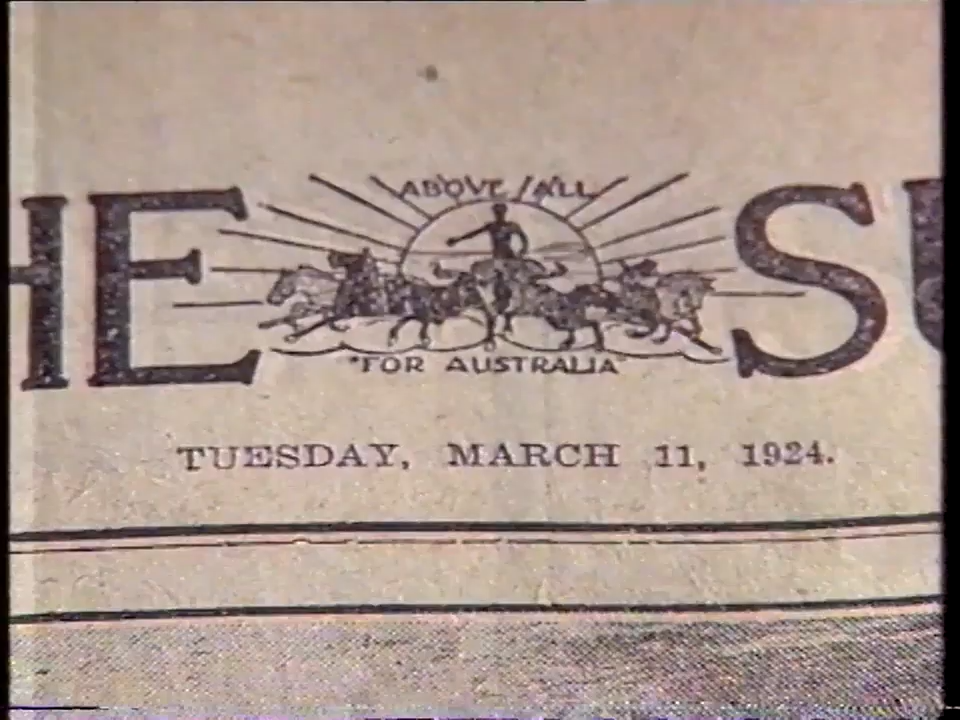 ABOVE ALL
HE SU
"FOR AUSTRALIA"
TUESDAY, MARCH 11, 1924.